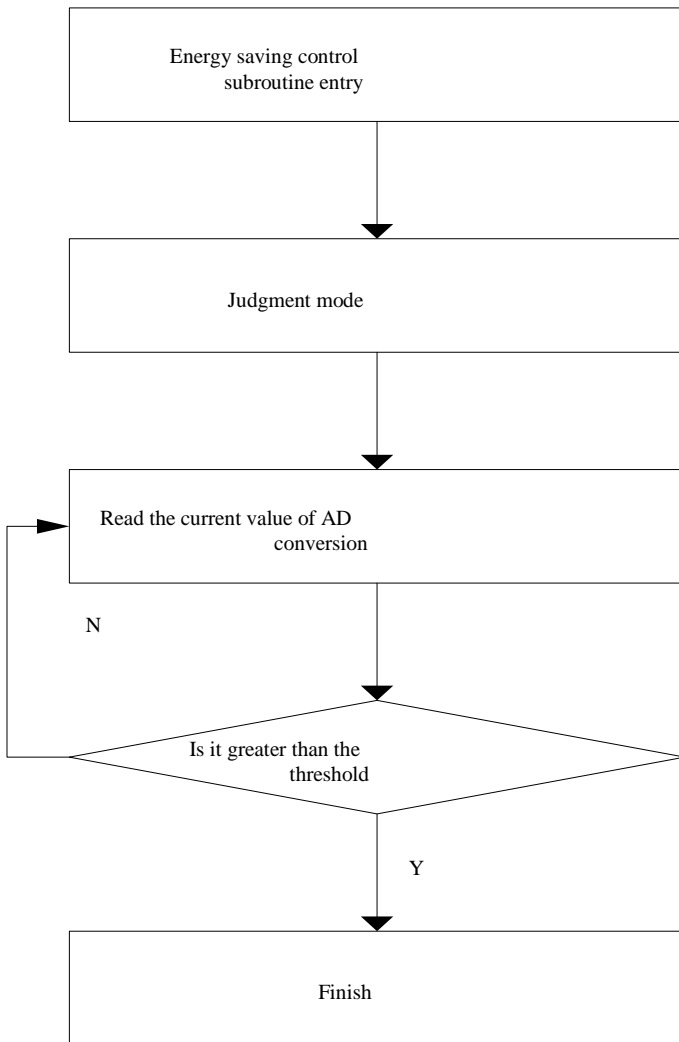 Energy saving control
subroutine entry
Judgment mode
Read the current value of AD
conversion
N
Is it greater than the
threshold
Y
Finish